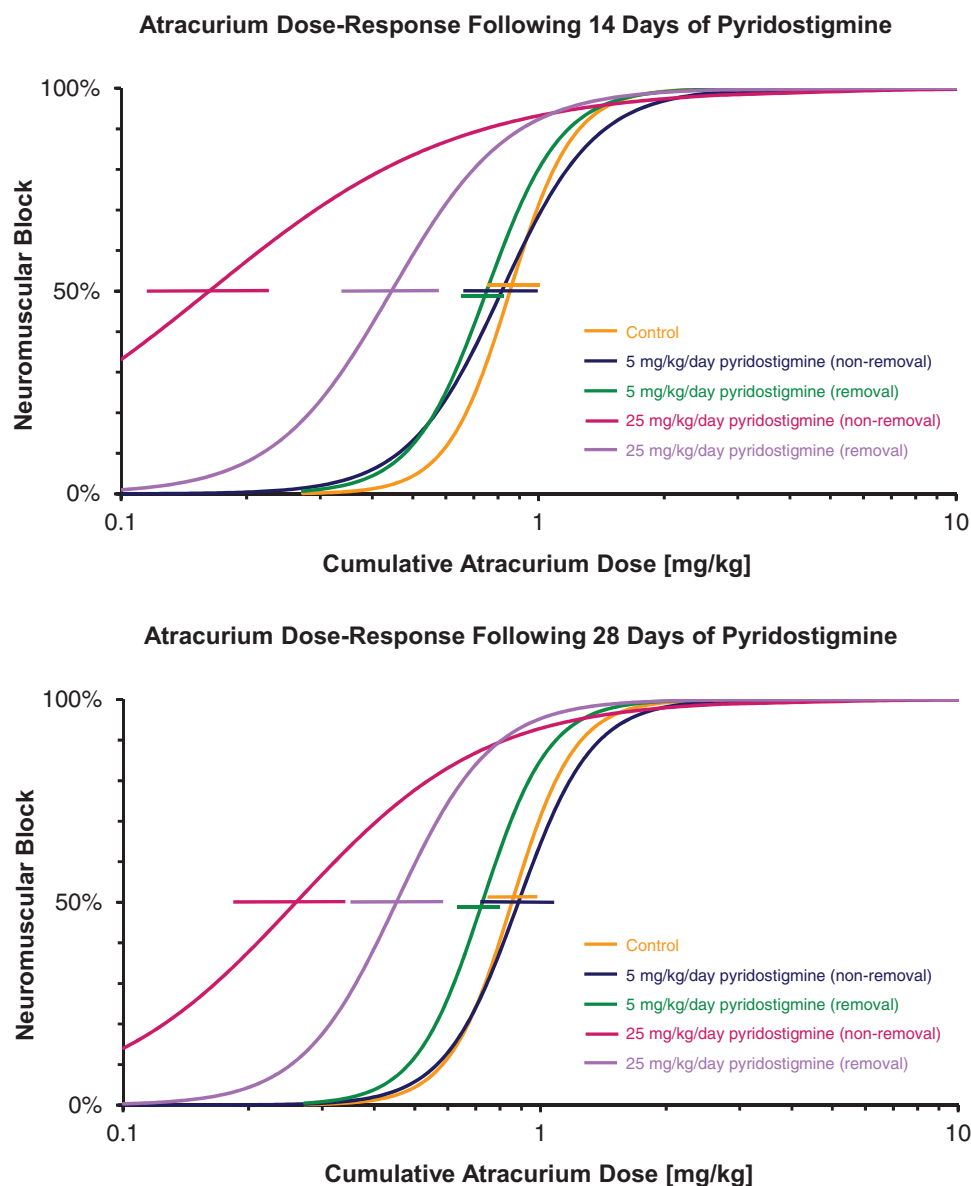 Atracurium Dose-Response Following 14 Days of Pyridostigmine
100%
50%
0%
Neuromuscular Block
Control
5 mg/kg/day pyridostigmine (non-removal)
5 mg/kg/day pyridostigmine (removal)
25 mg/kg/day pyridostigmine (non-removal)
25 mg/kg/day pyridostigmine (removal)
0.1 1 10
Cumulative Atracurium Dose [mg/kg]
Atracurium Dose-Response Following 28 Days of Pyridostigmine
100%
50%
0%
Neuromuscular Block
Control
5 mg/kg/day pyridostigmine (non-removal)
5 mg/kg/day pyridostigmine (removal)
25 mg/kg/day pyridostigmine (non-removal)
25 mg/kg/day pyridostigmine (removal)
0.1 1 10
Cumulative Atracurium Dose [mg/kg]